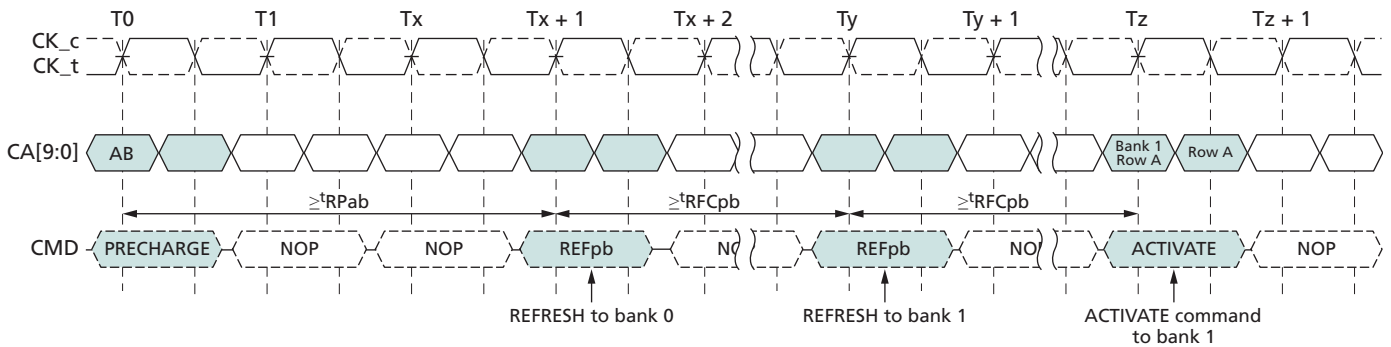 T0 T1 Tx Tx + 1 Tx + 2 Ty Ty + 1 Tz Tz + 1
CK_c
CK_t
CA[9:0] AB Bank 1 Row A Row A
≥tRPab ≥tRFCpb ≥tRFCpb
CMD PRECHARGE NOP NOP REFpb REFpb ACTIVATE NOP
REFRESH to bank 0 REFRESH to bank 1 ACTIVATE command
to bank 1